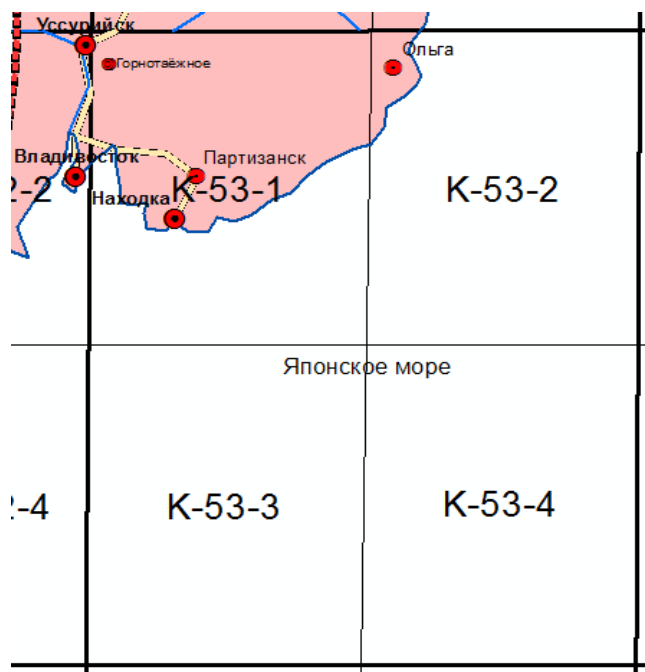 Уссурийск
Ольга
Горнотаёжное
Владивосток
Партизанск
2-2
Находка
К-53-1
К-53-2
Японское море
2-4
К-53-3
К-53-4